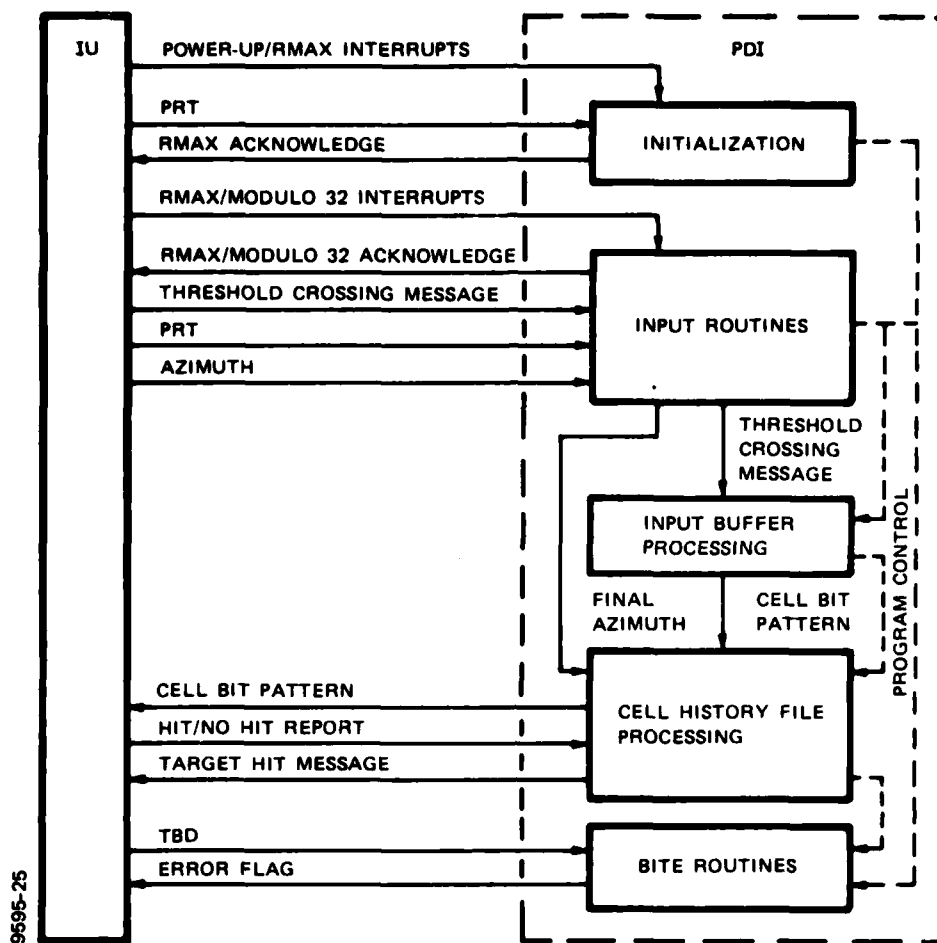 IU
PDI
POWER-UP/RMAX INTERRUPTS
PRT
RMAX ACKNOWLEDGE
INITIALIZATION
RMAX/MODULO 32 INTERRUPTS
RMAX/MODULO 32 ACKNOWLEDGE
THRESHOLD CROSSING MESSAGE
PRT
AZIMUTH
INPUT ROUTINES
THRESHOLD
CROSSING
MESSAGE
INPUT BUFFER
PROCESSING
PROGRAM CONTROL
FINAL
AZIMUTH
CELL BIT
PATTERN
CELL BIT PATTERN
HIT/NO HIT REPORT
TARGET HIT MESSAGE
CELL HISTORY FILE
PROCESSING
TBD
ERROR FLAG
BITE ROUTINES
9595-25